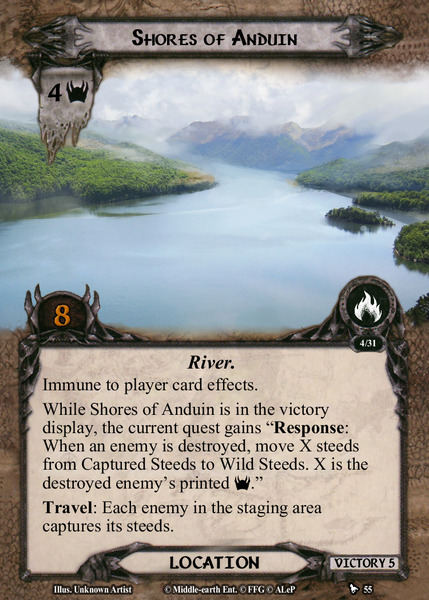 Shores of Anduin
4
8
4/31
River.
Immune to player card effects.
While Shores of Anduin is in the victory
display, the current quest gains “Response:
When an enemy is destroyed, move X steeds
from Captured Steeds to Wild Steeds. X is the
destroyed enemy’s printed .”
Travel: Each enemy in the staging area
captures its steeds.
LOCATION
VICTORY 5
Illus. Unknown Artist © Middle-earth Ent. © FFG © ALeP 55